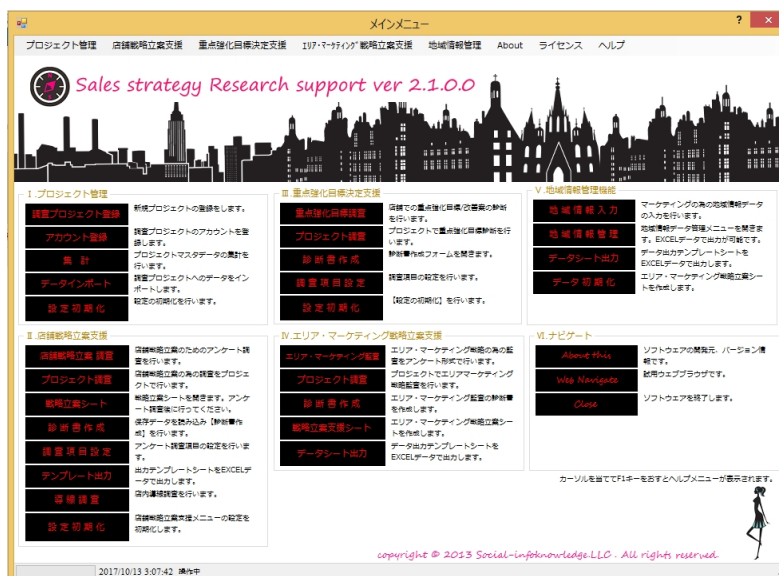 メインメニュー
? ×
プロジェクト管理 店舗戦略立案支援 重点強化目標決定支援 エリア・マーケティング戦略立案支援 地域情報管理 About ライセンス ヘルプ
Sales strategy Research support ver 2.1.0.0
Ⅰ.プロジェクト管理
調査プロジェクト登録
新規プロジェクトの登録をします。
アカウント登録
調査プロジェクトのアカウントを登
録します。
集 計
プロジェクトマスタデータの集計を
行います。
データインポート
調査プロジェクトへのデータをイン
ポートします。
設 定 初 期 化
設定の初期化を行います。
Ⅲ.重点強化目標決定支援
重点強化目標調査
店舗での重点強化目標/改善案の診断
を行います。
プロジェクト調査
プロジェクトで重点強化目標診断を行
います。
診 断 書 作 成
診断書作成フォームを開きます。
調 査 項 目 設 定
調査項目の設定を行います。
設 定 初 期 化
【設定の初期化】を行います。
Ⅴ.地域情報管理機能
地 域 情 報 入 力
マーケティングの為の地域情報データ
の入力を行います。
地 域 情 報 管 理
地域情報データ管理メニューを開きま
す。EXCELデータで出力が可能です。
データシート出力
データ出力テンプレートシートを
EXCELデータで出力します。
データ 初期化
エリア・マーケティング戦略立案シー
トを作成します。
Ⅱ.店舗戦略立案支援
店舗戦略立案 調査
店舗戦略立案のためのアンケート調
査を行います。
プロジェクト調査
店舗戦略立案の為の調査をプロジェ
クトで行います。
戦略立案シート
戦略立案シートを開きます。アンケ
ート調査後に行ってください。
診 断 書 作 成
保存データを読み込み【診断書作
成】を行います。
調 査 項 目 設 定
アンケート調査項目の設定を行いま
す。
テンプレート出力
出力テンプレートシートをEXCELデ
ータで出力します。
導 線 調 査
店内導線調査を行います。
設 定 初 期 化
店舗戦略立案支援メニューの設定を
初期化します。
Ⅳ.エリア・マーケティング戦略立案支援
エリア・マーケティング監査
エリア・マーケティング戦略の為の監
査をアンケート形式で行います。
プロジェクト調査
プロジェクトでエリアマーケティング
戦略監査を行います。
診 断 書 作 成
エリア・マーケティング監査の診断書
を作成します。
戦略立案支援シート
エリア・マーケティング戦略立案シー
トを作成します。
データシート出力
データ出力テンプレートシートを
EXCELデータで出力します。
Ⅵ.ナビゲート
About this
ソフトウエアの開発元、バージョン情
報です。
Web Navigate
試用ウェブブラウザです。
Close
ソフトウエアを終了します。
カーソルを当ててF1キーをおすとヘルプメニューが表示されます。
copyright © 2013 Social-infoknowledge.LLC . All rights reserved.
2017/10/13 3:07:42 操作中